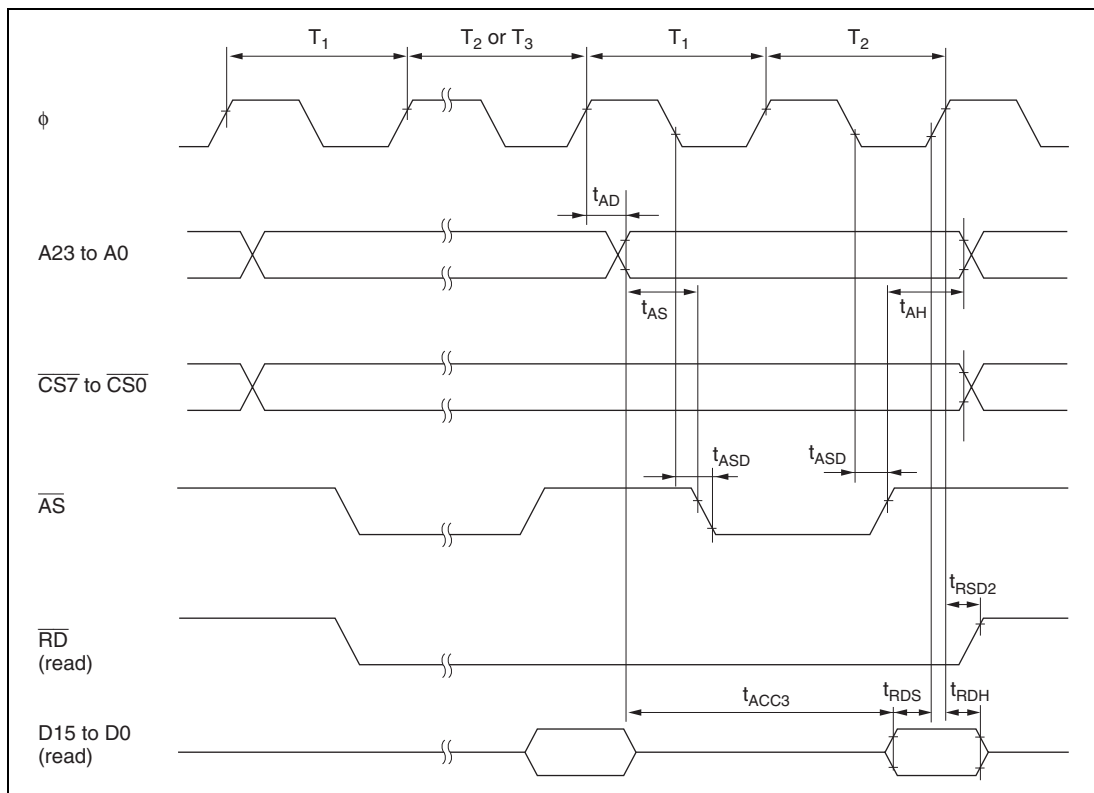 T1 T2 or T3 T1 T2
φ
tAD
A23 to A0
tAS tAH
CS7 to CS0
tASD tASD
AS
tRSD2
RD
(read)
tACC3 tRDS tRDH
D15 to D0
(read)